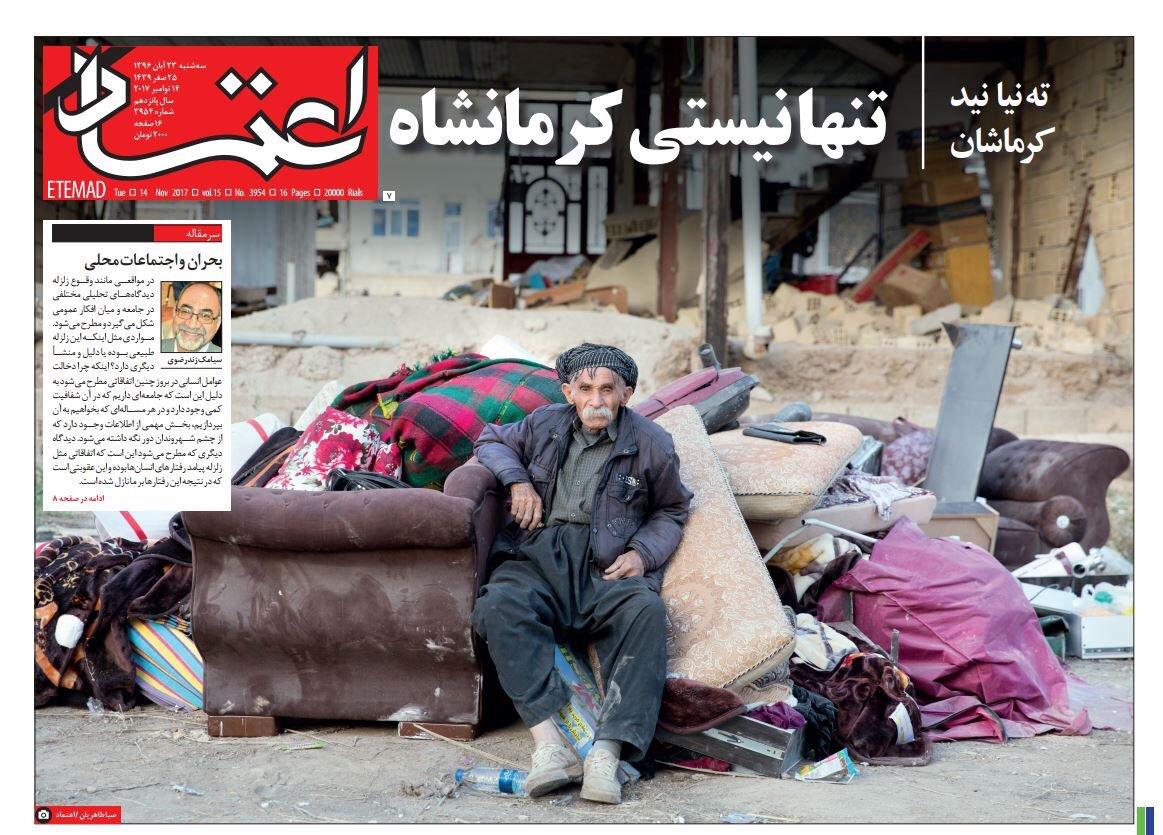 سه‌شنبه ۲۳ آبان ۱۳۹۶
۲۵ صفر ۱۴۳۹
۱۴ نوامبر ۲۰۱۷
سال پانزدهم
شماره ۳۹۵۴
۱۶ صفحه
۲۰۰۰ تومان
اعتماد
ETEMAD Tue □ 14 Nov 2017 □ vol.15 □ No. 3954 □ 16 Pages □ 20000 Rials
ته نیا نید
کرماشان
تنها نیستی کرمانشاه
۷
سرمقاله
بحران و اجتماعات محلی
سیامک زندرضوی
در مواقعی مانند وقوع زلزله
دیدگاه‌های تحلیلی مختلفی
در جامعه و میان افکار عمومی
شکل می‌گیرد و مطرح می‌شود.
مواردی مثل اینکه این زلزله
طبیعی بوده یا دلیل و منشأ
دیگری دارد؟ اینکه چرا دخالت
عوامل انسانی در بروز چنین اتفاقاتی مطرح می‌شود به
دلیل این است که جامعه‌ای داریم که در آن شفافیت
کمی وجود دارد و در هر مساله‌ای که بخواهیم به آن
بپردازیم، بخش مهمی از اطلاعات وجود دارد که
از چشم شهروندان دور نگه داشته می‌شود. دیدگاه
دیگری که مطرح می‌شود این است که اتفاقاتی مثل
زلزله پیامد رفتارهای انسان‌ها بوده و این عقوبتی است
که در نتیجه این رفتارها بر ما نازل شده است.
ادامه در صفحه ۸
صبا طاهریان / اعتماد